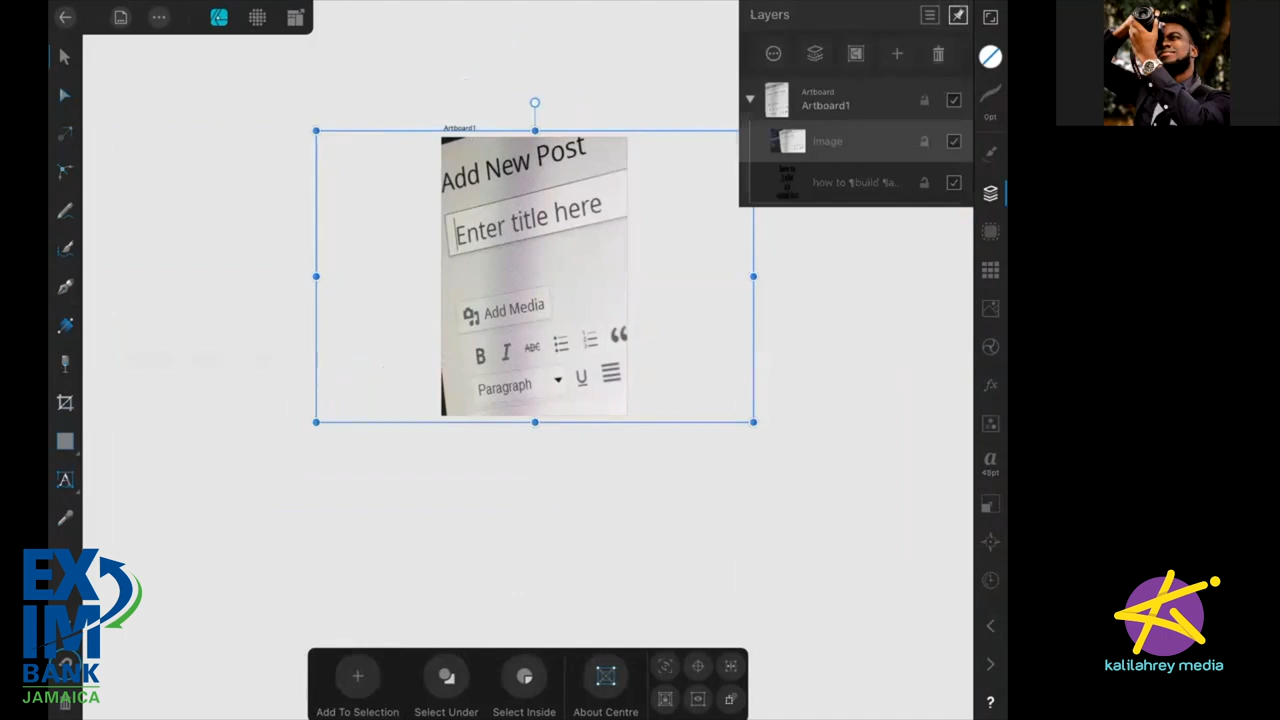 Layers
Artboard
Artboard1
Image
how to ¶build ¶a..
0pt
a
Artboard1
Add New Post
Enter title here
Add Media
B I ABC
Paragraph
U
fx
?
Add To Selection
Select Under
Select Inside
About Centre
EX
IM
BANK
JAMAICA
kalilahrey media